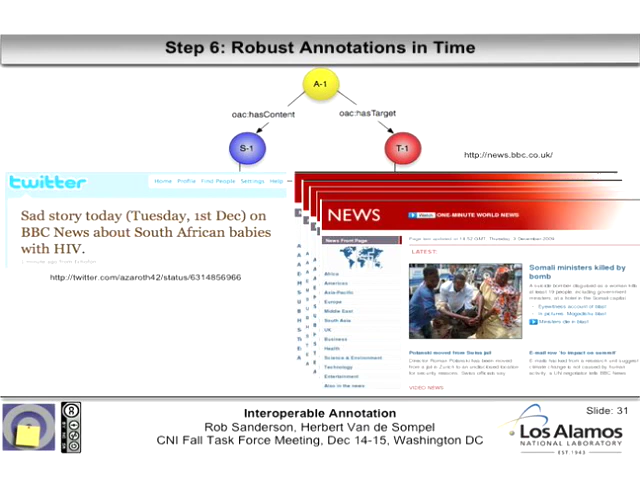 Step 6: Robust Annotations in Time
A-1
oac:hasContent
oac:hasTarget
S-1
T-1
http://news.bbc.co.uk/
twitter
Home Profile Find People Settings Help
Sad story today (Tuesday, 1st Dec) on
BBC News about South African babies
with HIV.
http://twitter.com/azaroth42/status/6314856966
NEWS
ONE-MINUTE WORLD NEWS
News Front Page
Africa
Americas
Asia-Pacific
Europe
Middle East
South Asia
UK
Business
Health
Science & Environment
Technology
Entertainment
Also in the news
LATEST:
Somali ministers killed by
bomb
Polanski moved from Swiss jail
E-mail row 'to impact on summit'
VIDEO NEWS
Interoperable Annotation
Rob Sanderson, Herbert Van de Sompel
CNI Fall Task Force Meeting, Dec 14-15, Washington DC
Slide: 31
Los Alamos
NATIONAL LABORATORY
EST.1943